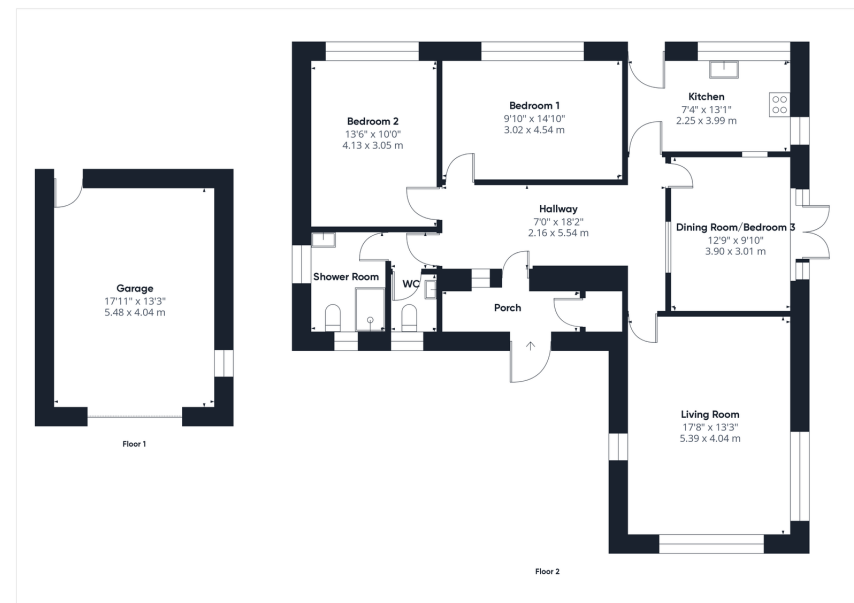 Bedroom 2
13'6" x 10'0"
4.13 x 3.05 m
Bedroom 1
9'10" x 14'10"
3.02 x 4.54 m
Kitchen
7'4" x 13'1"
2.25 x 3.99 m
Hallway
7'0" x 18'2"
2.16 x 5.54 m
Dining Room/Bedroom 3
12'9" x 9'10"
3.90 x 3.01 m
Shower Room
WC
Porch
Garage
17'11" x 13'3"
5.48 x 4.04 m
Living Room
17'8" x 13'3"
5.39 x 4.04 m
Floor 1
Floor 2